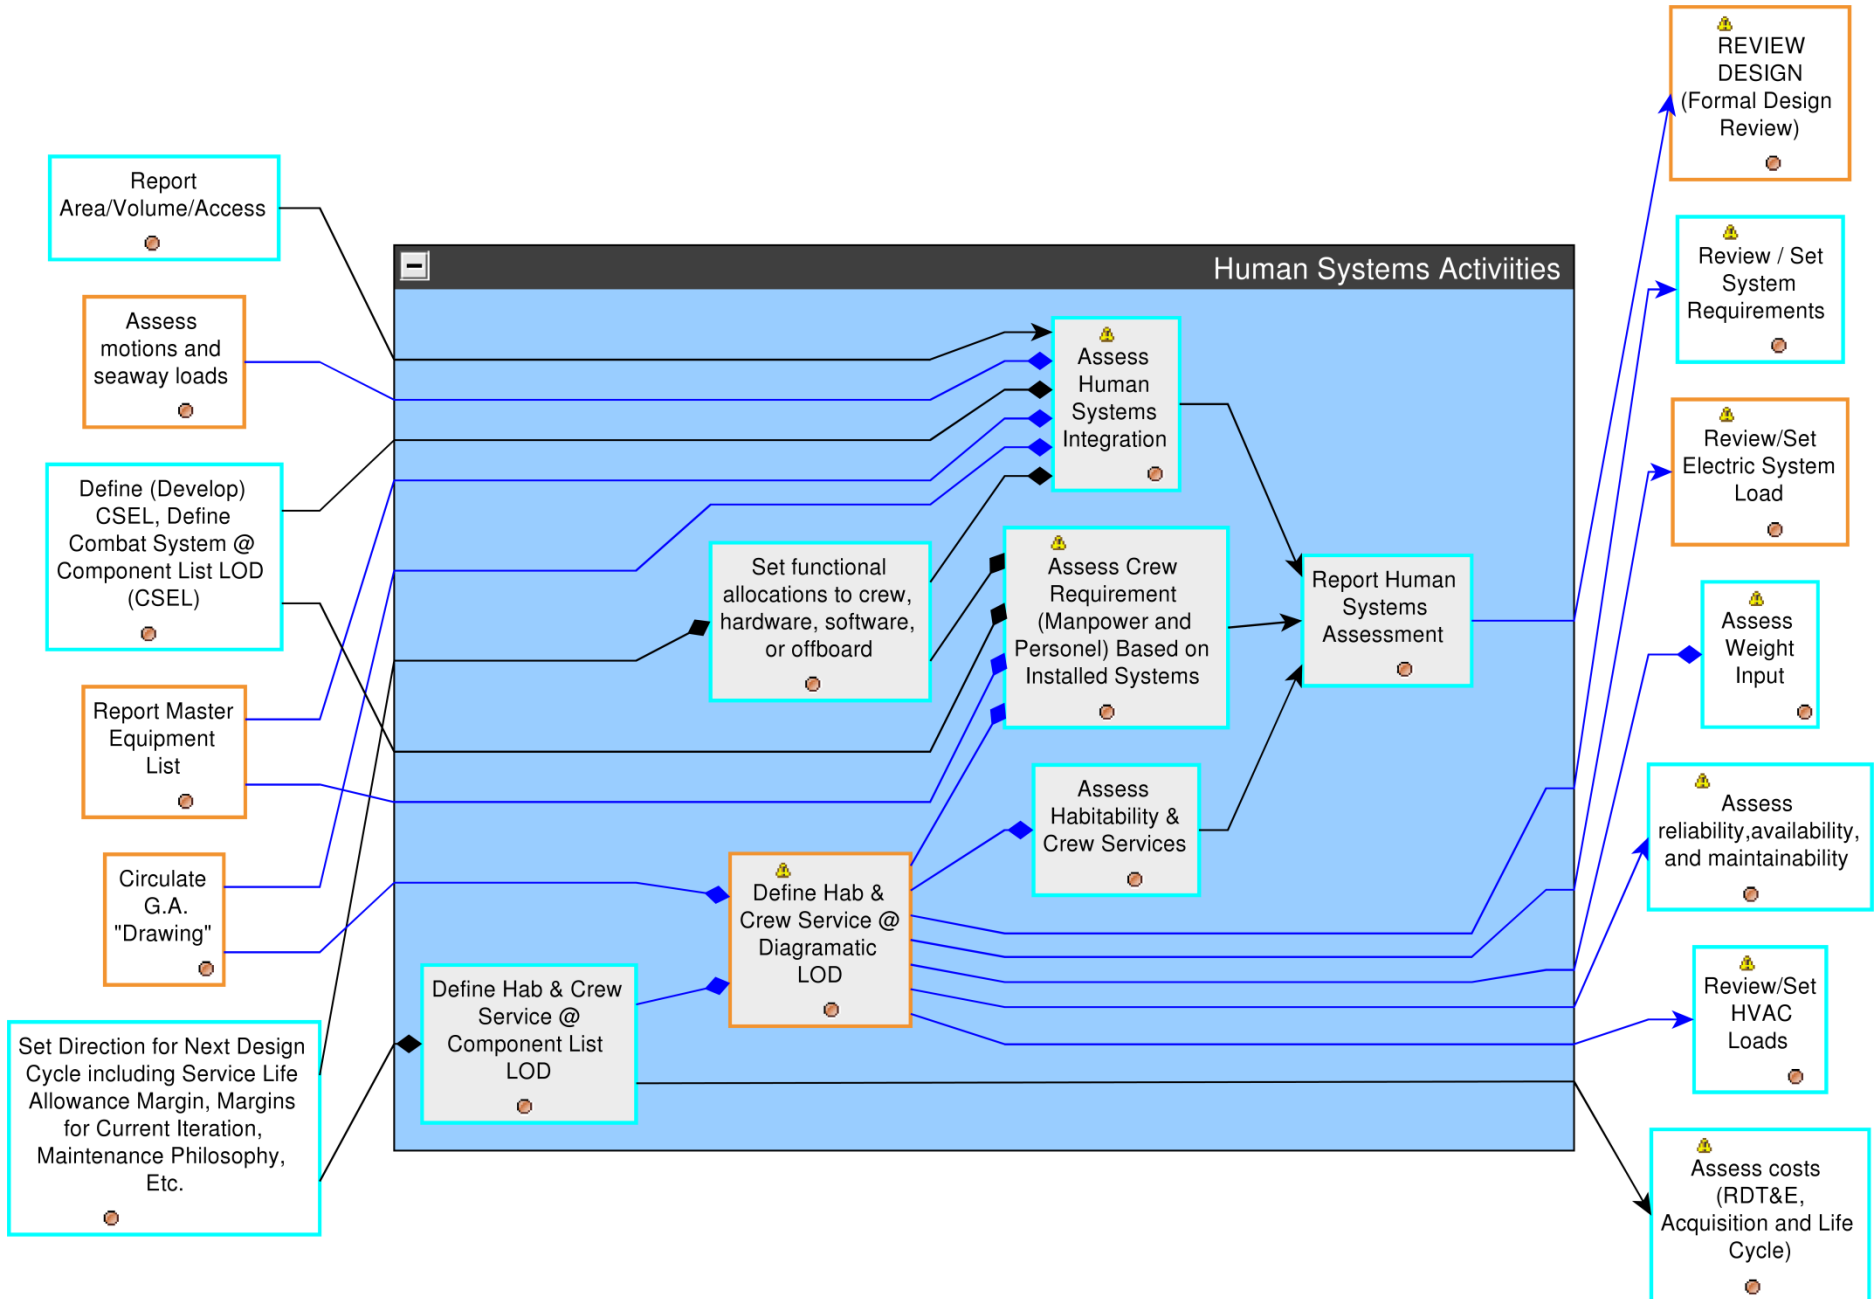 REVIEW
DESIGN
(Formal Design
Review)
Report
Area/Volume/Access
Review / Set
System
Requirements
Human Systems Activiities
Assess
motions and
seaway loads
Assess
Human
Systems
Integration
Review/Set
Electric System
Load
Define (Develop)
CSEL, Define
Combat System @
Component List LOD
(CSEL)
Set functional
allocations to crew,
hardware, software,
or offboard
Assess Crew
Requirement
(Manpower and
Personel) Based on
Installed Systems
Report Human
Systems
Assessment
Assess
Weight
Input
Report Master
Equipment
List
Assess
Habitability &
Crew Services
Assess
reliability,availability,
and maintainability
Circulate
G.A.
"Drawing"
Define Hab &
Crew Service @
Diagramatic
LOD
Define Hab & Crew
Service @
Component List
LOD
Review/Set
HVAC
Loads
Set Direction for Next Design
Cycle including Service Life
Allowance Margin, Margins
for Current Iteration,
Maintenance Philosophy,
Etc.
Assess costs
(RDT&E,
Acquisition and Life
Cycle)